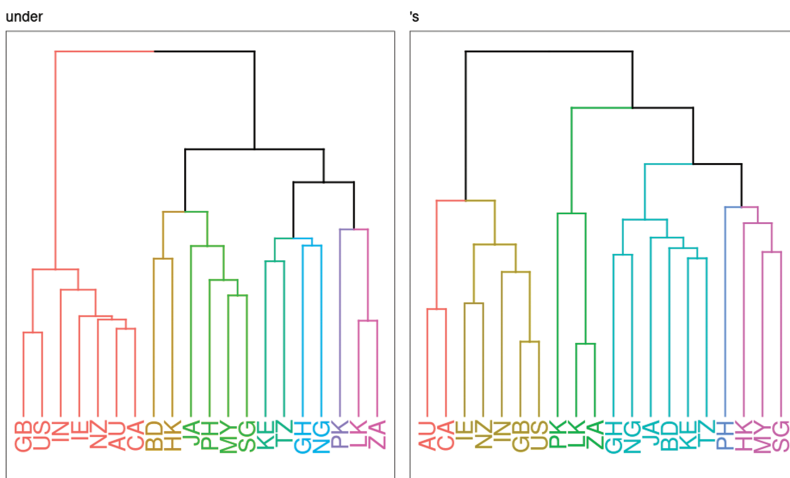 under
's
GB US IN IE NZ AU CA BD HK JA PH MY SG KE TZ GH NG PK LK ZA
AU CA IE NZ IN GB US PK LK ZA GH NG JA BD KE TZ PH HK MY SG